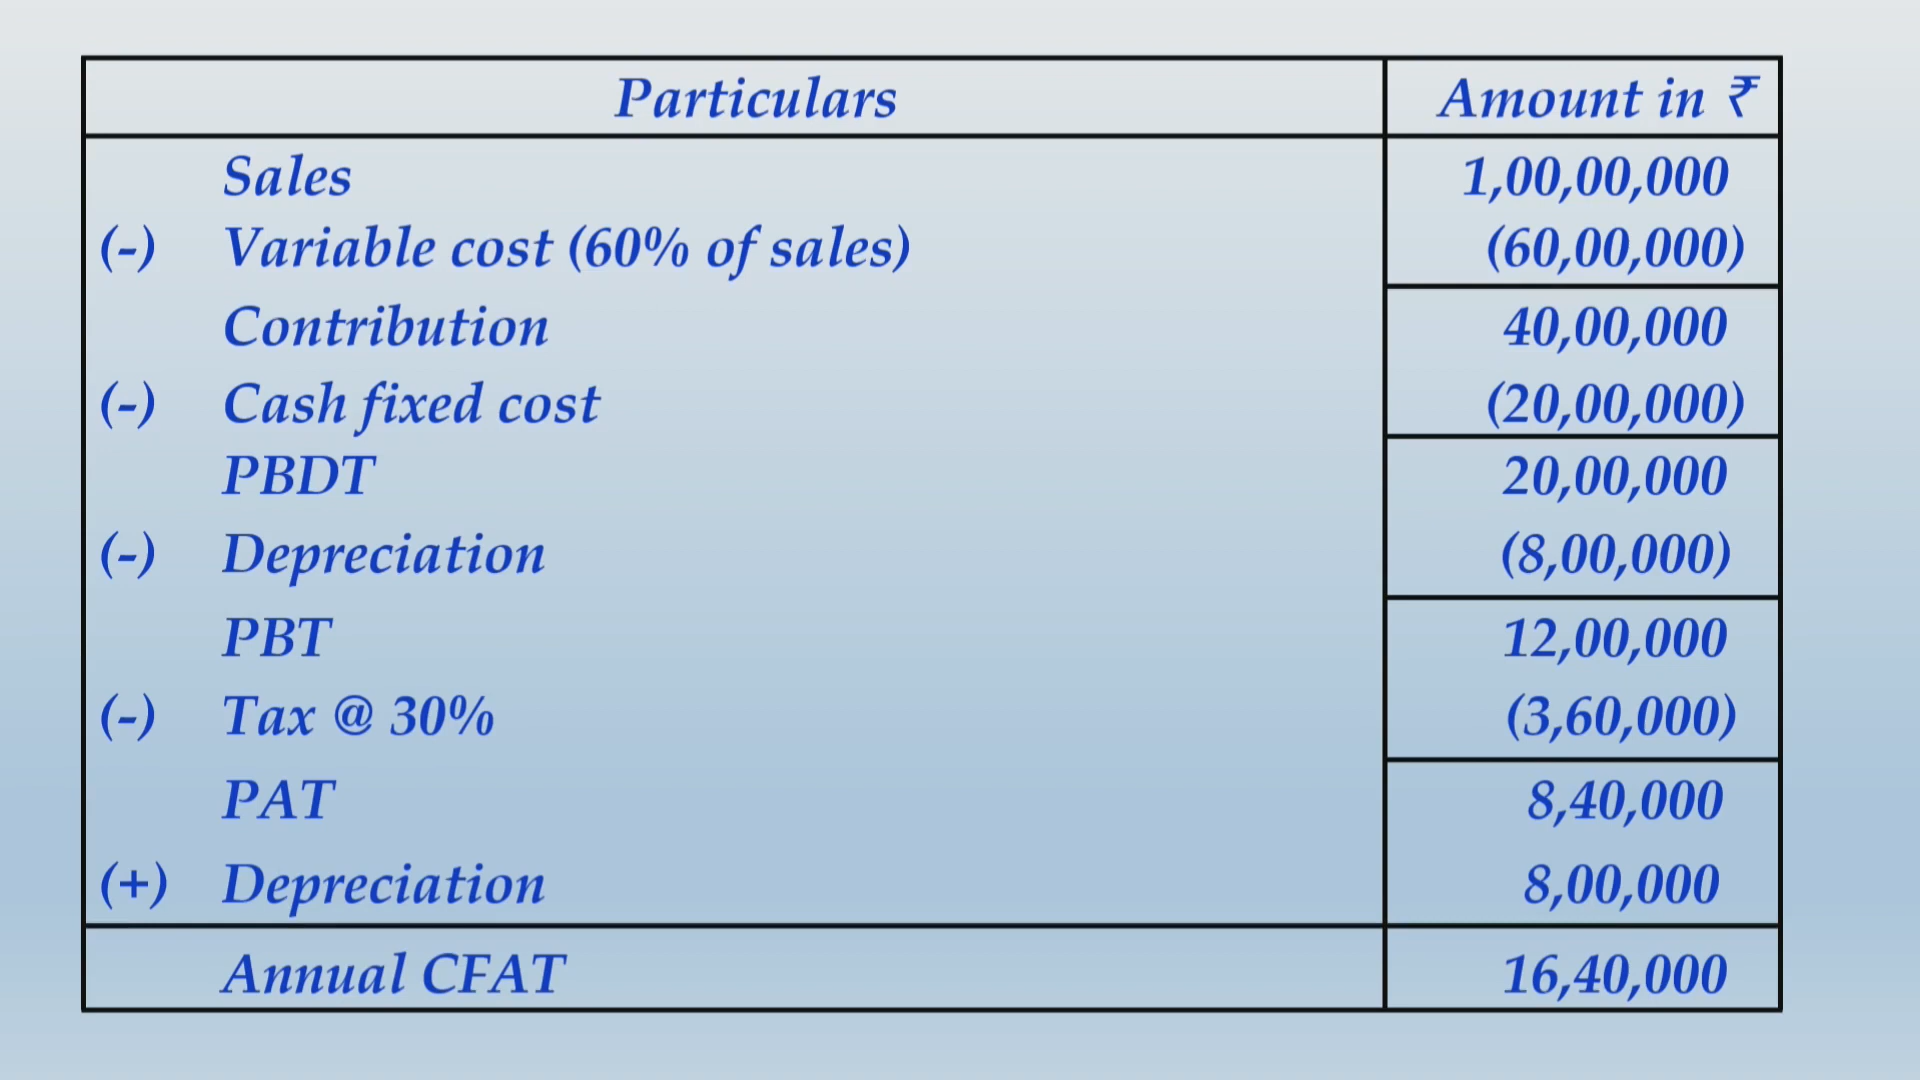 Particulars Amount in ₹
Sales 1,00,00,000
(-) Variable cost (60% of sales) (60,00,000)
Contribution 40,00,000
(-) Cash fixed cost (20,00,000)
PBDT 20,00,000
(-) Depreciation (8,00,000)
PBT 12,00,000
(-) Tax @ 30% (3,60,000)
PAT 8,40,000
(+) Depreciation 8,00,000
Annual CFAT 16,40,000